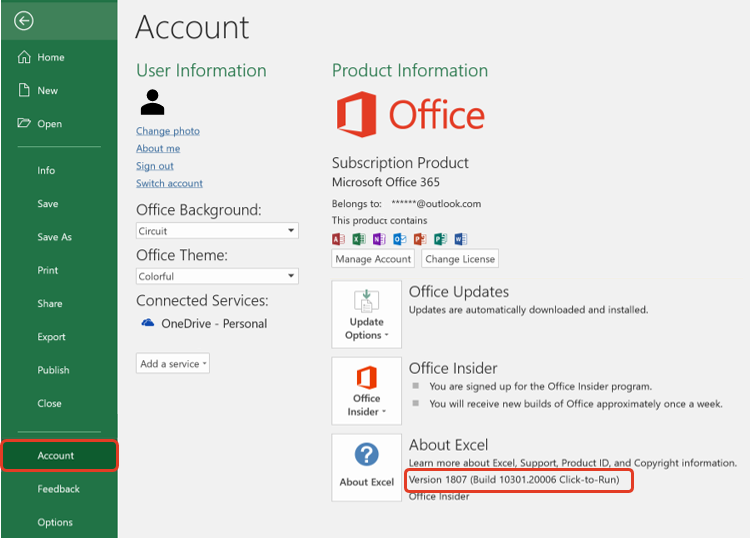 Home
New
Open
Info
Save
Save As
Print
Share
Export
Publish
Close
Account
Feedback
Options
Account
User Information
Change photo
About me
Sign out
Switch account
Office Background:
Circuit
Office Theme:
Colorful
Connected Services:
OneDrive - Personal
Add a service
Product Information
Office
Subscription Product
Microsoft Office 365
Belongs to: ******@outlook.com
This product contains
Manage Account
Change License
Update
Options
Office Updates
Updates are automatically downloaded and installed.
Office
Insider
Office Insider
You are signed up for the Office Insider program.
You will receive new builds of Office approximately once a week.
About Excel
About Excel
Learn more about Excel, Support, Product ID, and Copyright information.
Version 1807 (Build 10301.20006 Click-to-Run)
Office Insider